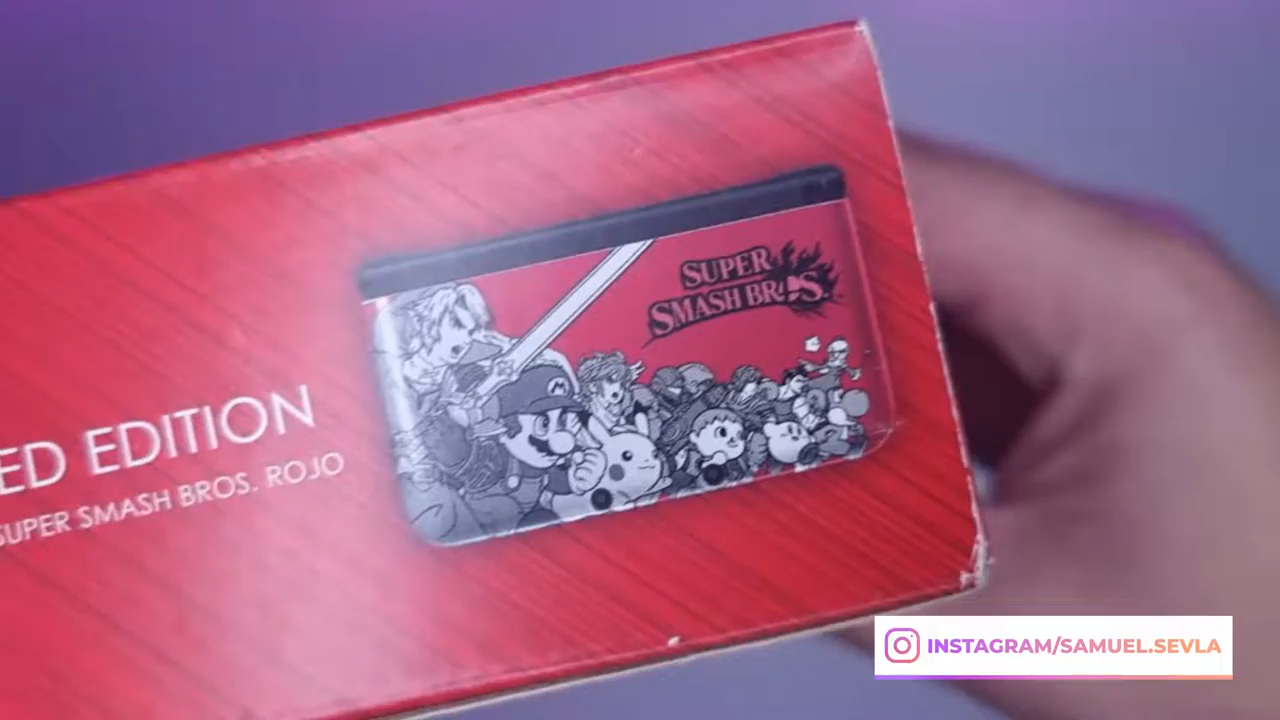 ED EDITION
SUPER SMASH BROS. ROJO
SUPER
SMASH BROS.
M
INSTAGRAM/SAMUEL.SEVLA